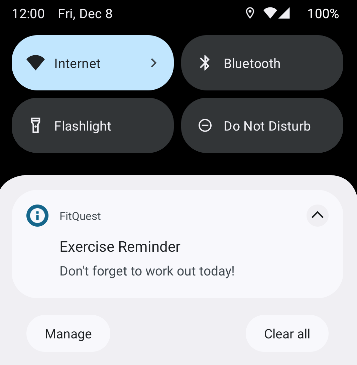 12:00 Fri, Dec 8 100%
Internet Bluetooth
Flashlight Do Not Disturb
FitQuest
Exercise Reminder
Don't forget to work out today!
Manage Clear all